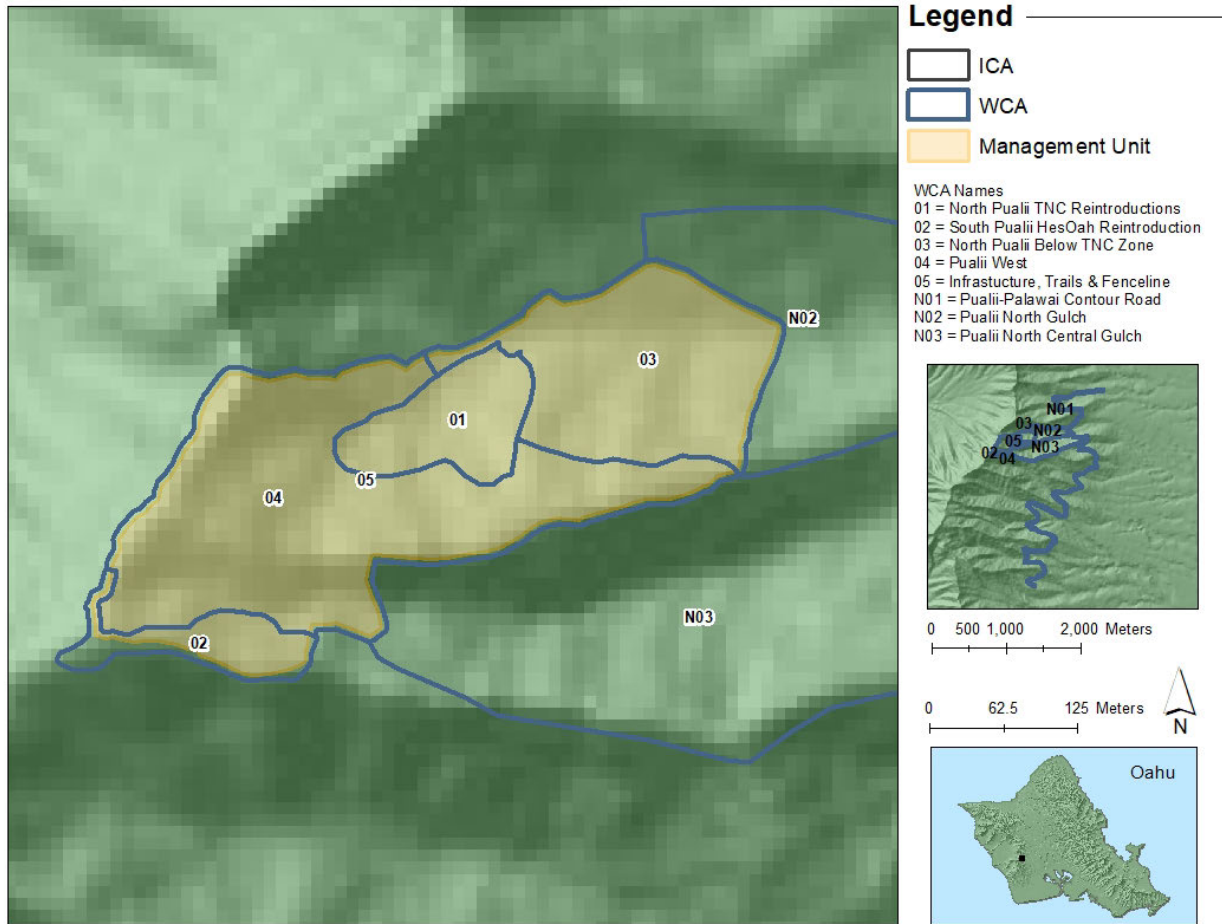 Legend
ICA
WCA
Management Unit
WCA Names
01 = North Pualii TNC Reintroductions
02 = South Pualii HesOah Reintroduction
03 = North Pualii Below TNC Zone
04 = Pualii West
05 = Infrastucture, Trails & Fenceline
N01 = Pualii-Palawai Contour Road
N02 = Pualii North Gulch
N03 = Pualii North Central Gulch
N02
03
01
05
04
N03
02
N01
03
N02
05
N03
02
04
0 500 1,000 2,000 Meters
0 62.5 125 Meters
N
Oahu